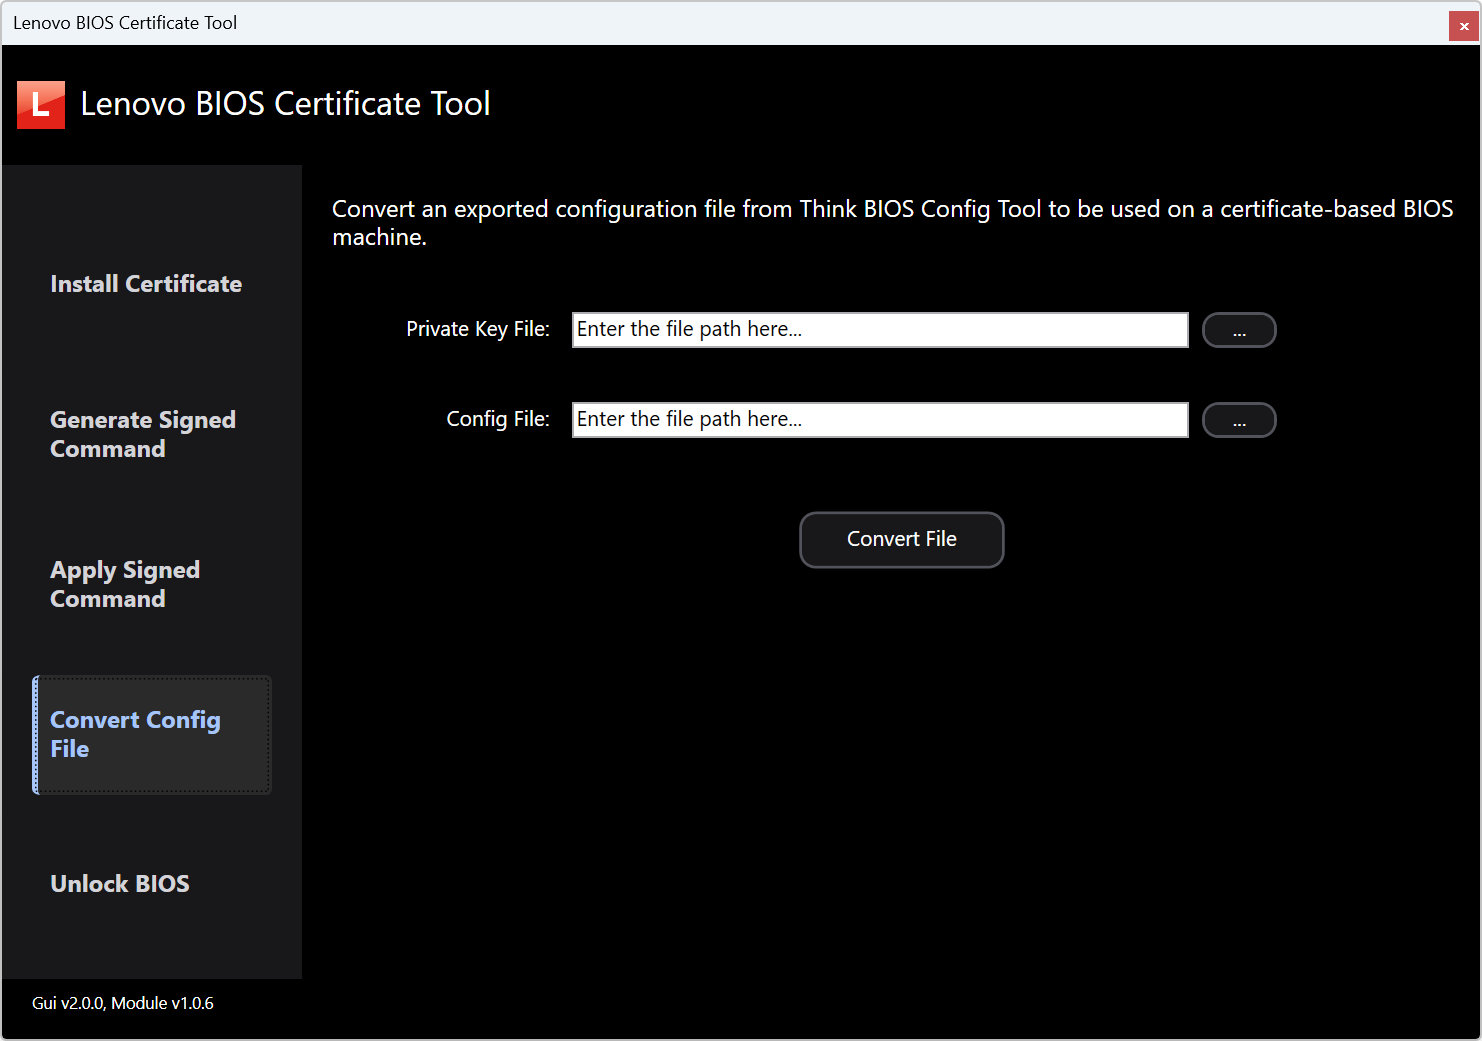 Lenovo BIOS Certificate Tool
x
L Lenovo BIOS Certificate Tool
Install Certificate
Generate Signed
Command
Apply Signed
Command
Convert Config
File
Unlock BIOS
Convert an exported configuration file from Think BIOS Config Tool to be used on a certificate-based BIOS
machine.
Private Key File: Enter the file path here... ...
Config File: Enter the file path here... ...
Convert File
Gui v2.0.0, Module v1.0.6